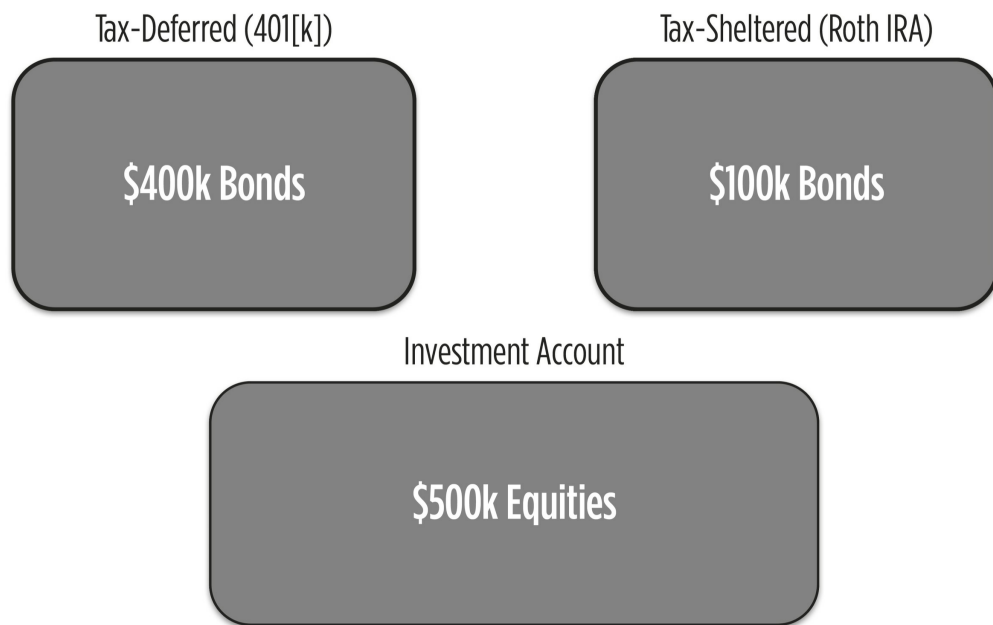 Tax-Deferred (401[k])
Tax-Sheltered (Roth IRA)
$400k Bonds
$100k Bonds
Investment Account
$500k Equities